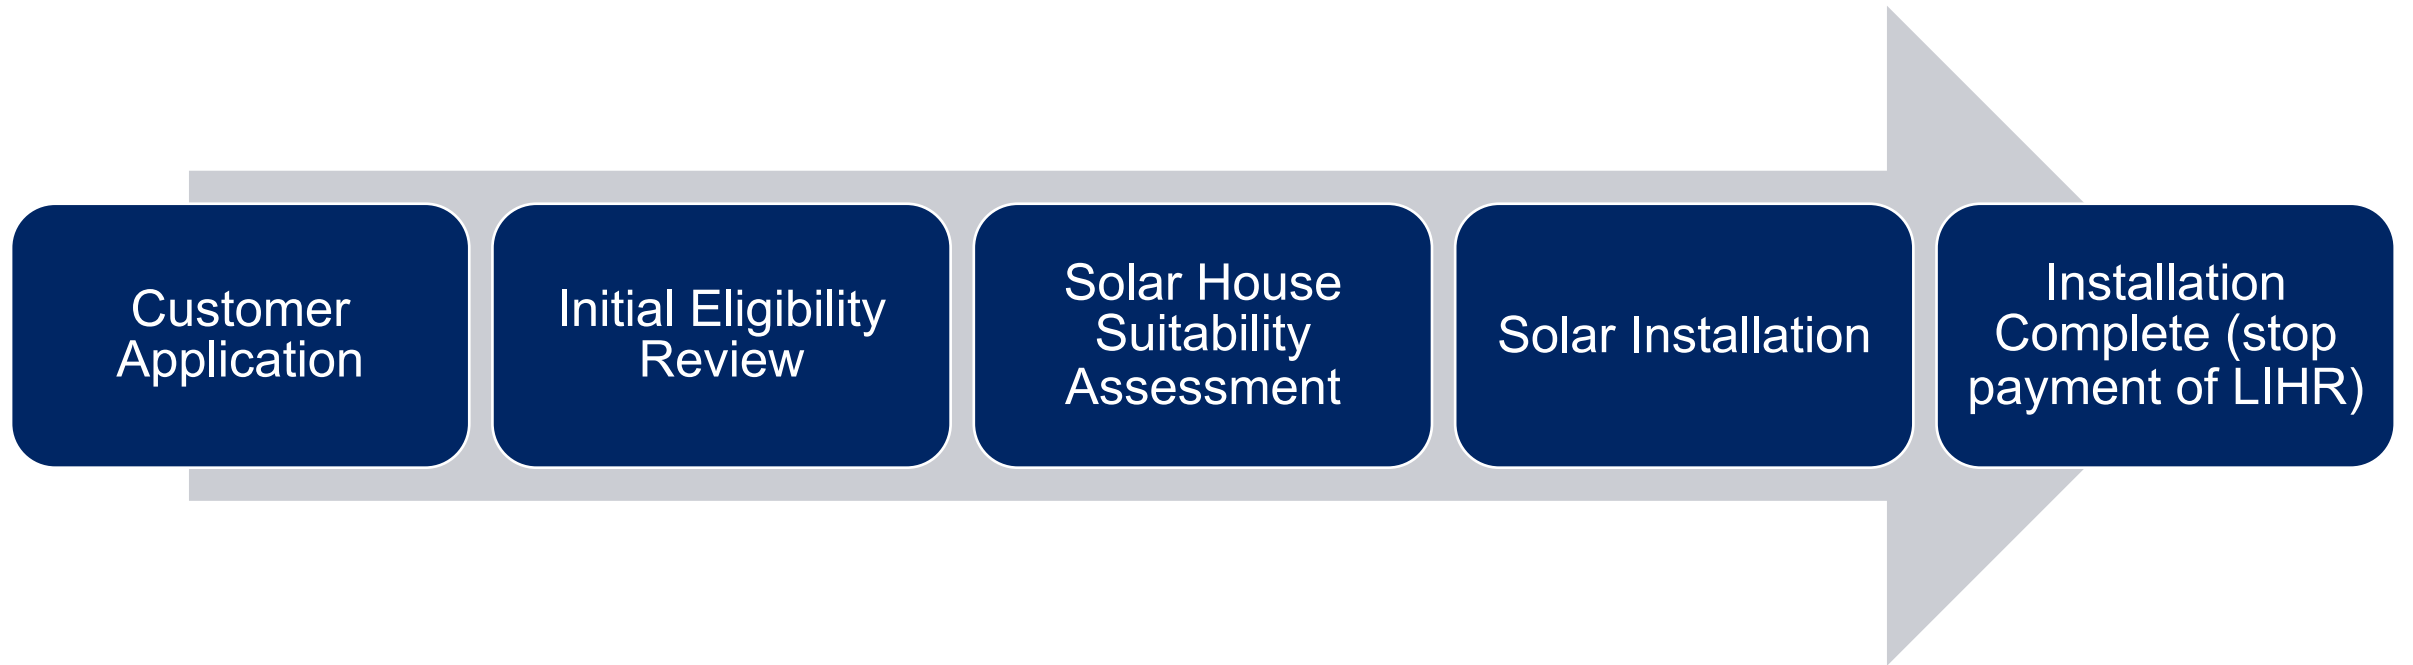 Customer
Application
Initial Eligibility
Review
Solar House
Suitability
Assessment
Solar Installation
Installation
Complete (stop
payment of LIHR)